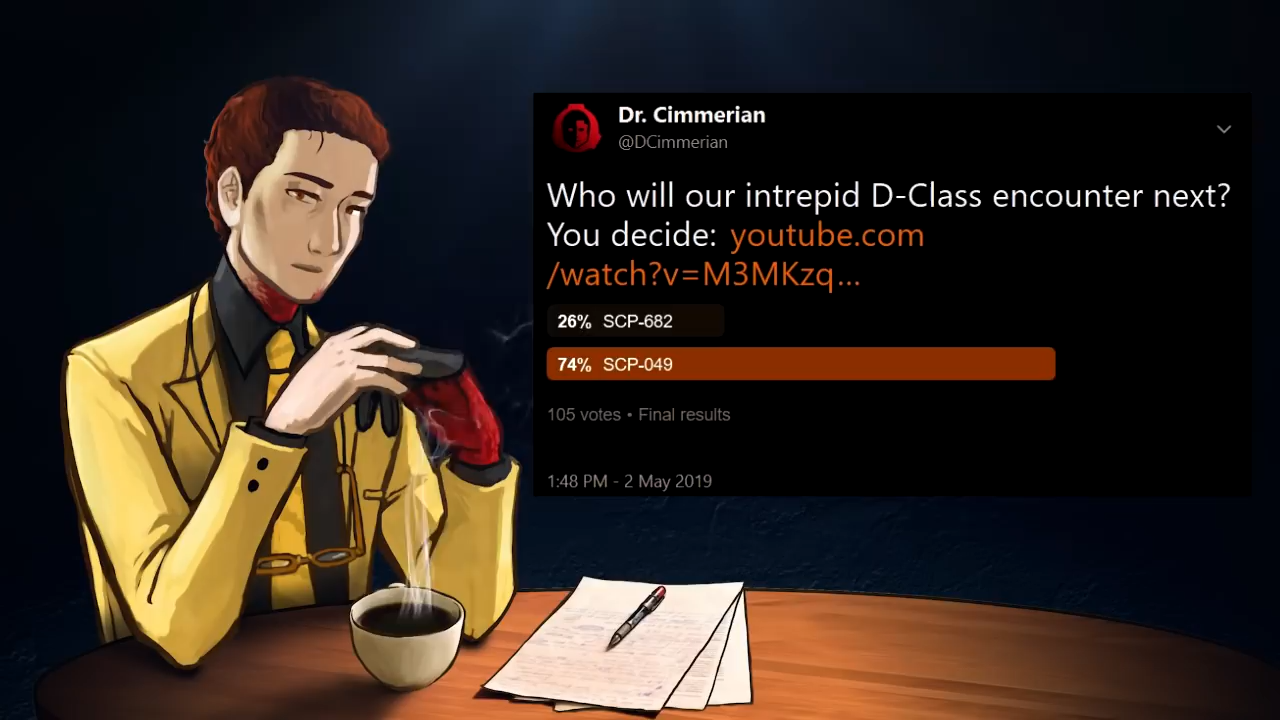 Dr. Cimmerian
@DCimmerian
Who will our intrepid D-Class encounter next?
You decide: youtube.com
/watch?v=M3MKzq...
26% SCP-682
74% SCP-049
105 votes • Final results
1:48 PM - 2 May 2019